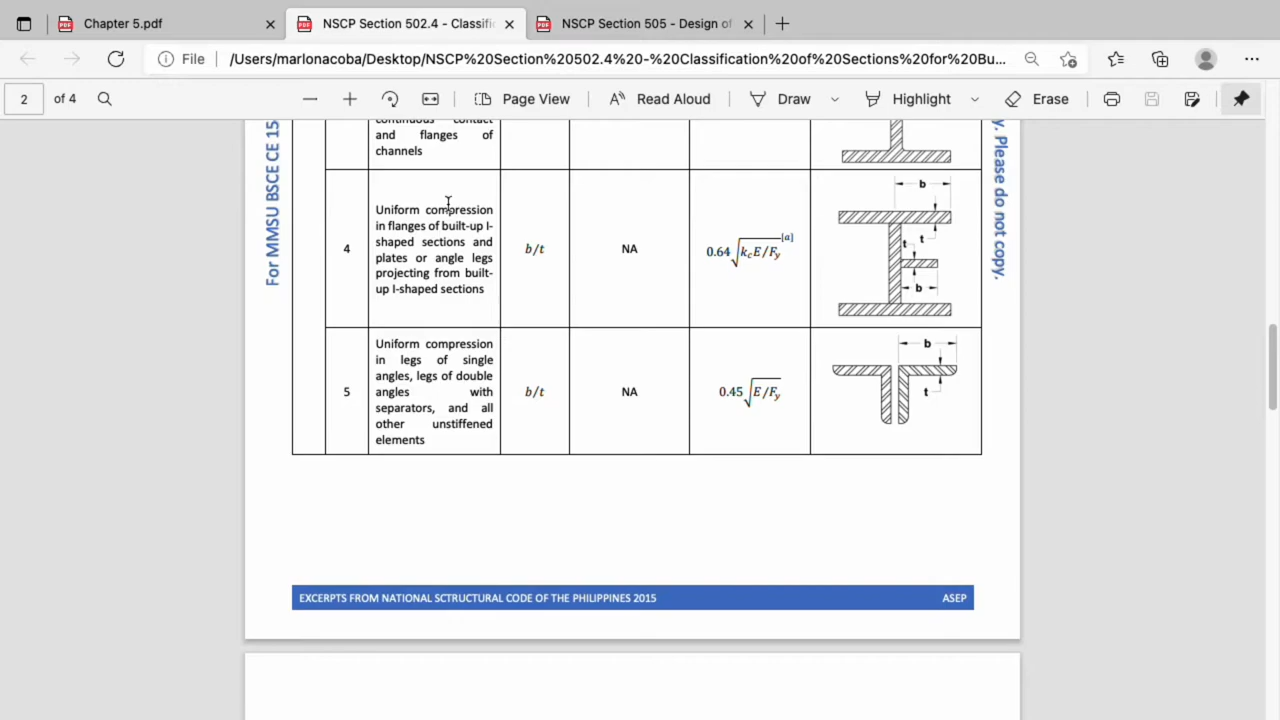 Chapter 5.pdf
NSCP Section 502.4 - Classific
NSCP Section 505 - Design of
File
/Users/marlonacoba/Desktop/NSCP%20Section%20502.4%20-%20Classification%20of%20Sections%20for%20Bu...
2 of 4
Page View
Read Aloud
Draw
Highlight
Erase
For MMSU BSCE CE 15
y. Please do not copy.
continuous contact
and flanges of
channels
b
4
Uniform compression
in flanges of built-up I-
shaped sections and
plates or angle legs
projecting from built-
up I-shaped sections
b/t
NA
0.64√kcE/Fy [a]
t
t
b
5
Uniform compression
in legs of single
angles, legs of double
angles with
separators, and all
other unstiffened
elements
b/t
NA
0.45√E/Fy
b
t
EXCERPTS FROM NATIONAL SCTRUCTURAL CODE OF THE PHILIPPINES 2015 ASEP